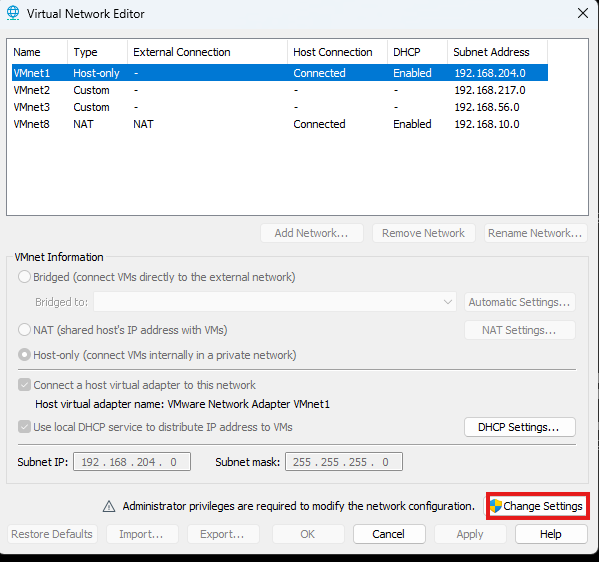 Virtual Network Editor
Name Type External Connection Host Connection DHCP Subnet Address
VMnet1 Host-only - Connected Enabled 192.168.204.0
VMnet2 Custom - - - 192.168.217.0
VMnet3 Custom - - - 192.168.56.0
VMnet8 NAT NAT Connected Enabled 192.168.10.0
Add Network... Remove Network Rename Network...
VMnet Information
Bridged (connect VMs directly to the external network)
Bridged to: Automatic Settings...
NAT (shared host's IP address with VMs) NAT Settings...
Host-only (connect VMs internally in a private network)
Connect a host virtual adapter to this network
Host virtual adapter name: VMware Network Adapter VMnet1
Use local DHCP service to distribute IP address to VMs DHCP Settings...
Subnet IP: 192 . 168 . 204 . 0 Subnet mask: 255 . 255 . 255 . 0
Administrator privileges are required to modify the network configuration. Change Settings
Restore Defaults Import... Export... OK Cancel Apply Help